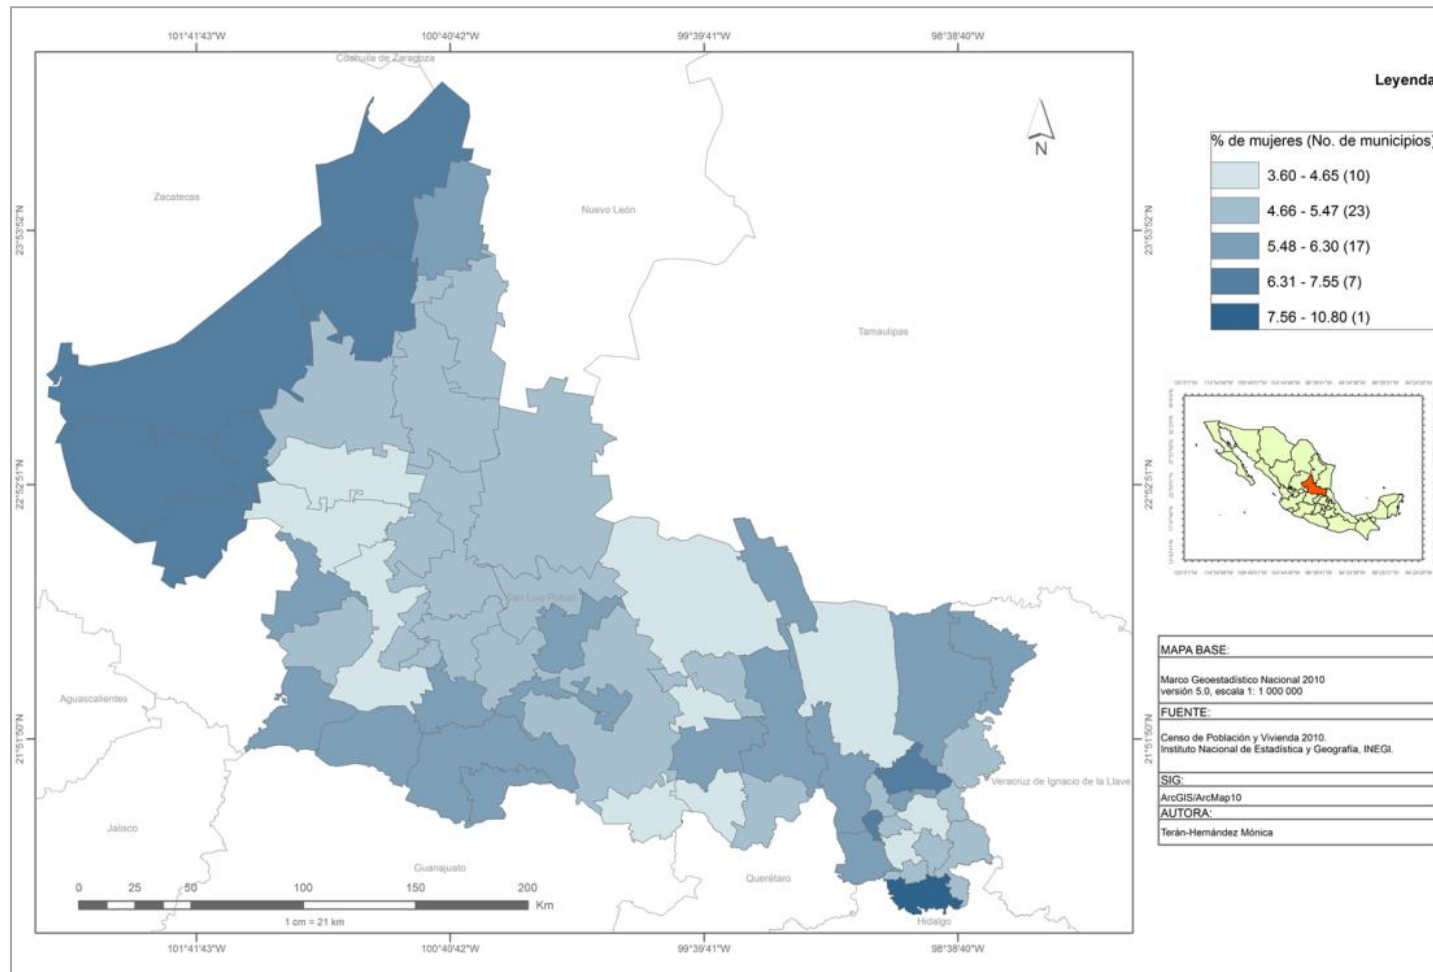 101°41'43"W 100°40'42"W 99°39'41"W 98°38'40"W
Coahuila de Zaragoza
Leyenda
N
% de mujeres (No. de municipios)
3.60 - 4.65 (10)
4.66 - 5.47 (23)
5.48 - 6.30 (17)
6.31 - 7.55 (7)
7.56 - 10.80 (1)
Zacatecas
Nuevo León
23°53'52"N
23°53'52"N
Tamaulipas
22°52'51"N
22°52'51"N
San Luis Potosí
MAPA BASE:
Marco Geoestadístico Nacional 2010
versión 5.0, escala 1: 1 000 000
FUENTE:
Censo de Población y Vivienda 2010.
Instituto Nacional de Estadística y Geografía, INEGI.
SIG:
ArcGIS/ArcMap10
AUTORA:
Terán-Hernández Mónica
Aguascalientes
21°51'50"N
21°51'50"N
Veracruz de Ignacio de la Llave
Jalisco
Guanajuato
Querétaro
Hidalgo
0 25 50 100 150 200
Km
1 cm = 21 km
101°41'43"W 100°40'42"W 99°39'41"W 98°38'40"W